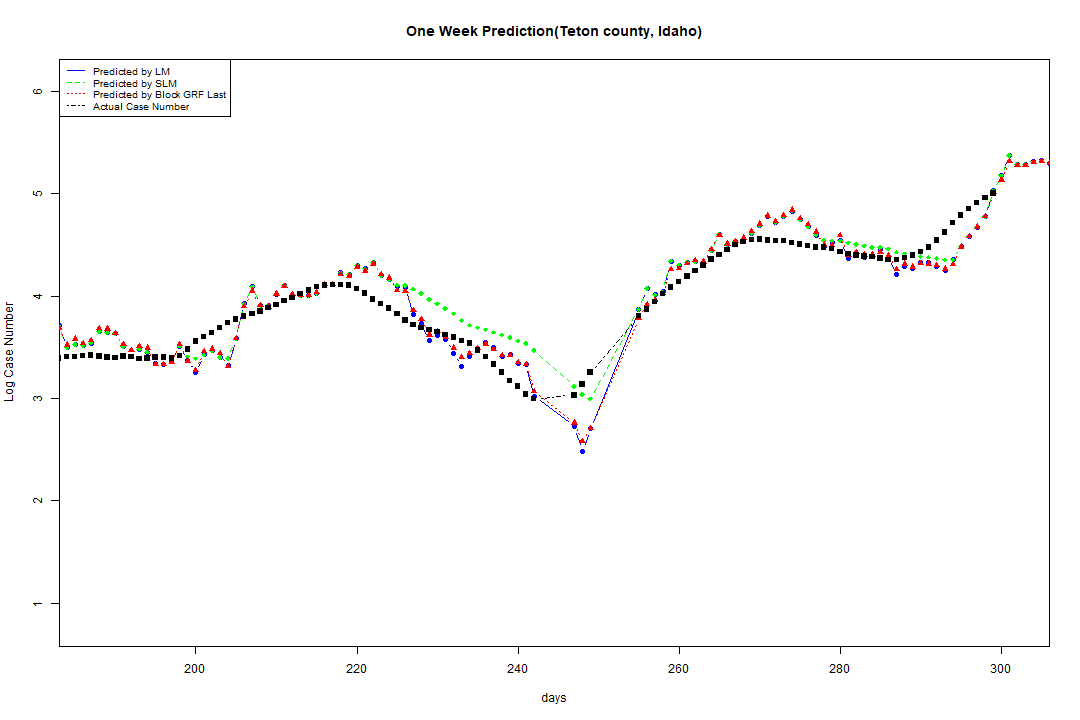 One Week Prediction(Teton county, Idaho)
Predicted by LM
Predicted by SLM
Predicted by Block GRF Last
Actual Case Number
6
5
4
3
2
1
Log Case Number
200 220 240 260 280 300
days